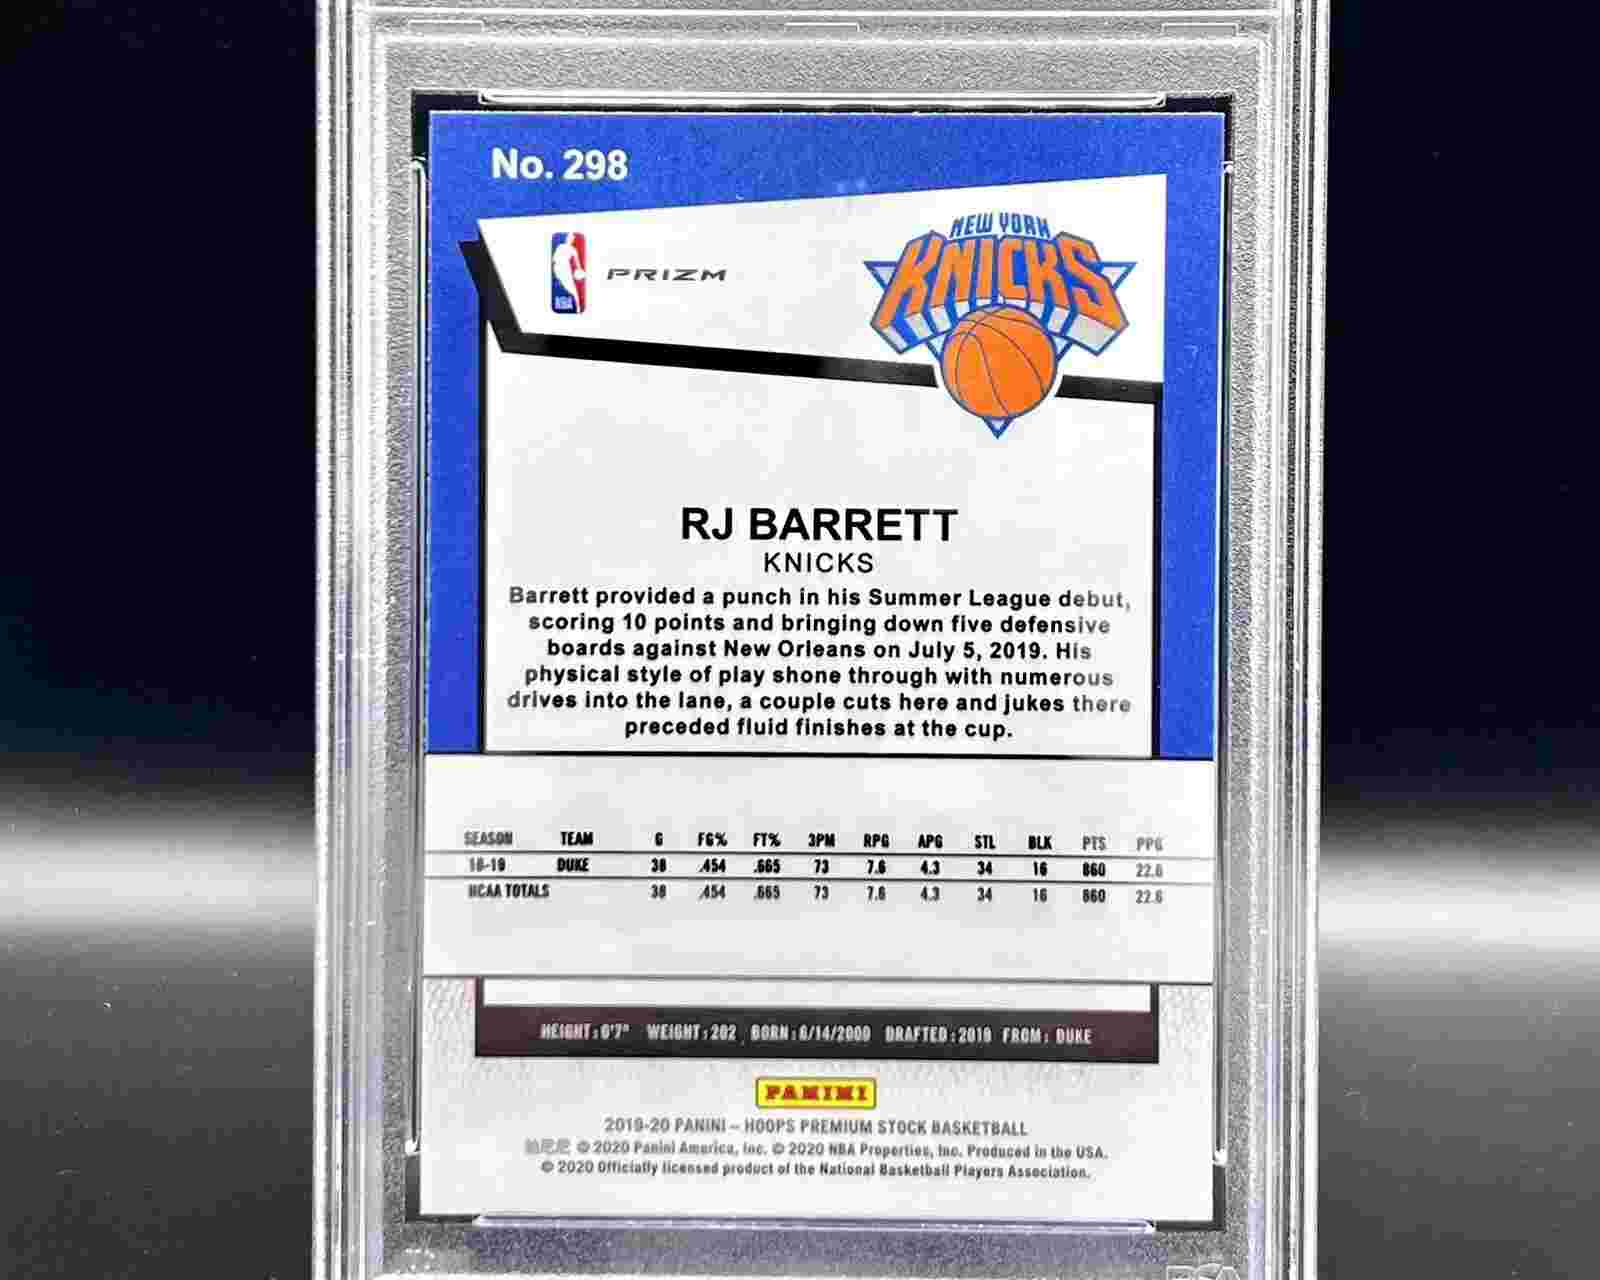 No. 298
NBA
PRIZM
NEW YORK
KNICKS
RJ BARRETT
KNICKS
Barrett provided a punch in his Summer League debut,
scoring 10 points and bringing down five defensive
boards against New Orleans on July 5, 2019. His
physical style of play shone through with numerous
drives into the lane, a couple cuts here and jukes there
preceded fluid finishes at the cup.
SEASON TEAM G FG% FT% 3PM RPG APG STL BLK PTS PPG
18-19 DUKE 38 .454 .665 73 7.6 4.3 34 16 860 22.6
NCAA TOTALS 38 .454 .665 73 7.6 4.3 34 16 860 22.6
HEIGHT: 6'7" WEIGHT: 202 BORN: 6/14/2000 DRAFTED: 2019 FROM: DUKE
PANINI
2019-20 PANINI – HOOPS PREMIUM STOCK BASKETBALL
© 2020 Panini America, Inc. © 2020 NBA Properties, Inc. Produced in the USA.
© 2020 Officially licensed product of the National Basketball Players Association.